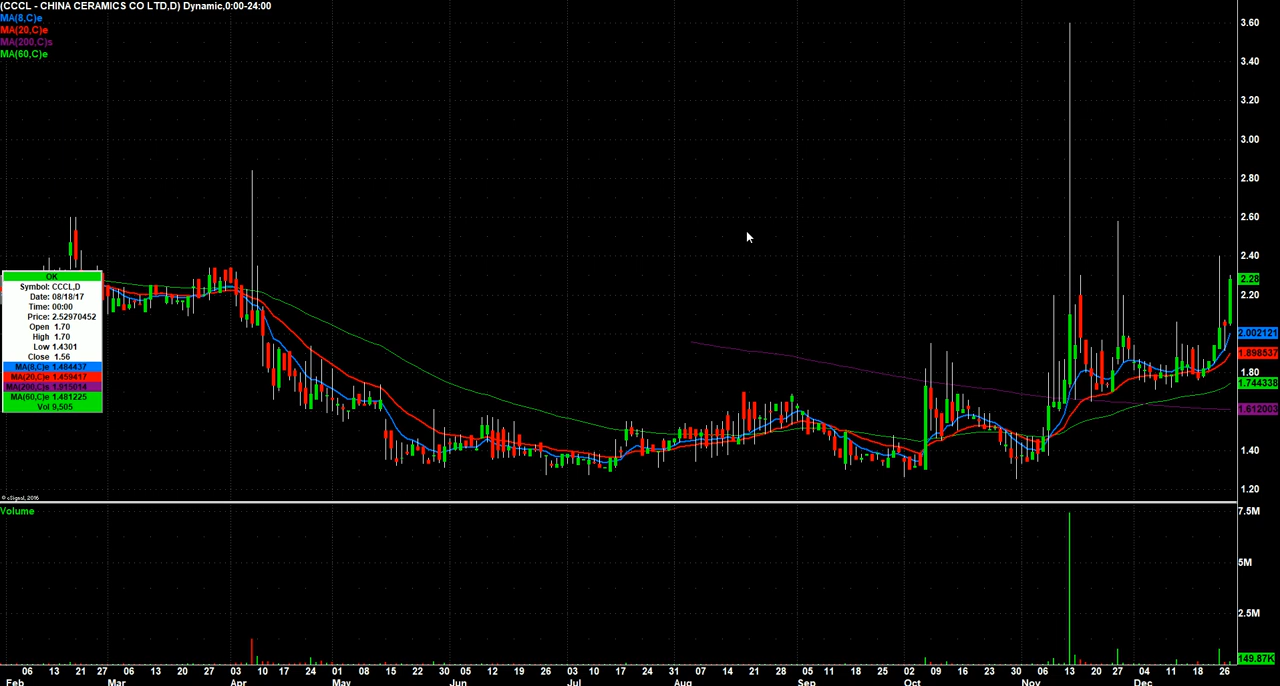 (CCCL - CHINA CERAMICS CO LTD,D) Dynamic,0:00-24:00
MA(8,C)e
MA(20,C)e
MA(200,C)s
MA(60,C)e
3.60
3.40
3.20
3.00
2.80
2.60
2.40
2.28
2.20
2.002121
1.898537
1.80
1.744338
1.612003
1.40
1.20
OK
Symbol: CCCL,D
Date: 08/18/17
Time: 00:00
Price: 2.52970452
Open 1.70
High 1.70
Low 1.4301
Close 1.56
MA(8,C)e 1.484437
MA(20,C)e 1.459417
MA(200,C)s 1.915014
MA(60,C)e 1.481225
Vol 9,505
© eSignal, 2016
Volume
7.5M
5M
2.5M
149.87K
06 13 21 27 06 13 20 27 03 10 17 24 01 08 15 22 30 05 12 19 26 03 10 17 24 31 07 14 21 28 05 11 18 25 02 09 16 23 30 06 13 20 27 04 11 18 26
Feb Mar Apr May Jun Jul Aug Sep Oct Nov Dec